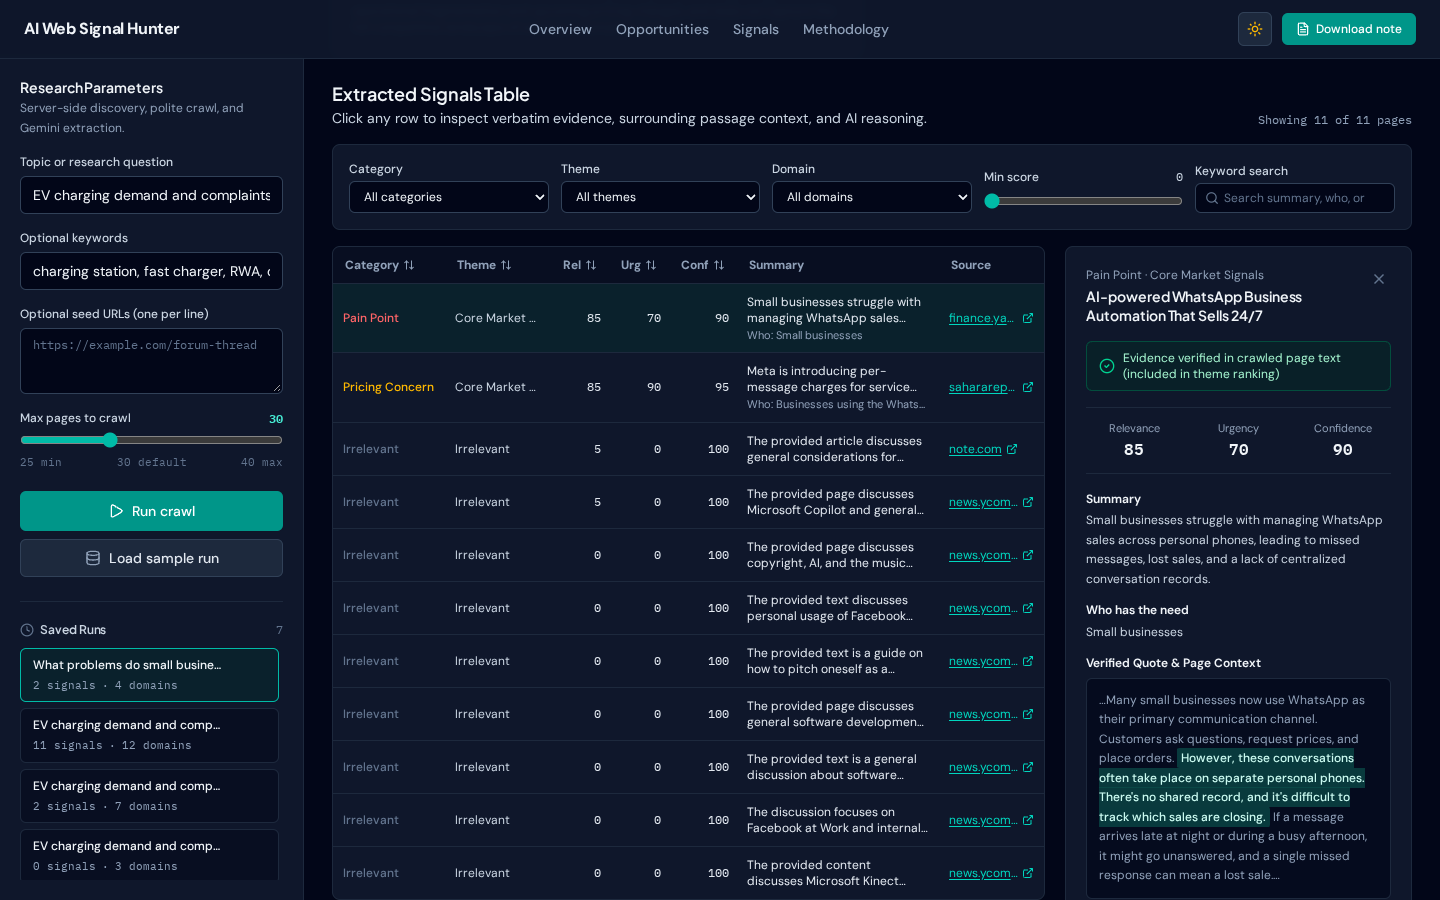 AI Web Signal Hunter
Overview
Opportunities
Signals
Methodology
Download note
Research Parameters
Server-side discovery, polite crawl, and
Gemini extraction.
Topic or research question
EV charging demand and complaints
Optional keywords
charging station, fast charger, RWA, c
Optional seed URLs (one per line)
https://example.com/forum-thread
Max pages to crawl
30
25 min
30 default
40 max
Run crawl
Load sample run
Saved Runs
7
What problems do small busine...
2 signals · 4 domains
EV charging demand and comp...
11 signals · 12 domains
EV charging demand and comp...
2 signals · 7 domains
EV charging demand and comp...
0 signals · 3 domains
Extracted Signals Table
Click any row to inspect verbatim evidence, surrounding passage context, and AI reasoning.
Showing 11 of 11 pages
Category
All categories
Theme
All themes
Domain
All domains
Min score
0
Keyword search
Search summary, who, or
Category
Theme
Rel
Urg
Conf
Summary
Source
Pain Point
Core Market ...
85
70
90
Small businesses struggle with
managing WhatsApp sales...
Who: Small businesses
finance.ya...
Pricing Concern
Core Market ...
85
90
95
Meta is introducing per-
message charges for service...
Who: Businesses using the Whats...
sahararep...
Irrelevant
Irrelevant
5
0
100
The provided article discusses
general considerations for...
note.com
Irrelevant
Irrelevant
5
0
100
The provided page discusses
Microsoft Copilot and general...
news.ycom...
Irrelevant
Irrelevant
0
0
100
The provided page discusses
copyright, AI, and the music...
news.ycom...
Irrelevant
Irrelevant
0
0
100
The provided text discusses
personal usage of Facebook...
news.ycom...
Irrelevant
Irrelevant
0
0
100
The provided text is a guide on
how to pitch oneself as a...
news.ycom...
Irrelevant
Irrelevant
0
0
100
The provided page discusses
general software developmen...
news.ycom...
Irrelevant
Irrelevant
0
0
100
The provided text is a general
discussion about software...
news.ycom...
Irrelevant
Irrelevant
0
0
100
The discussion focuses on
Facebook at Work and internal...
news.ycom...
Irrelevant
Irrelevant
0
0
100
The provided content
discusses Microsoft Kinect...
news.ycom...
Pain Point · Core Market Signals
AI-powered WhatsApp Business
Automation That Sells 24/7
Evidence verified in crawled page text
(included in theme ranking)
Relevance
85
Urgency
70
Confidence
90
Summary
Small businesses struggle with managing WhatsApp
sales across personal phones, leading to missed
messages, lost sales, and a lack of centralized
conversation records.
Who has the need
Small businesses
Verified Quote & Page Context
...Many small businesses now use WhatsApp as
their primary communication channel.
Customers ask questions, request prices, and
place orders. However, these conversations
often take place on separate personal phones.
There's no shared record, and it's difficult to
track which sales are closing. If a message
arrives late at night or during a busy afternoon,
it might go unanswered, and a single missed
response can mean a lost sale....